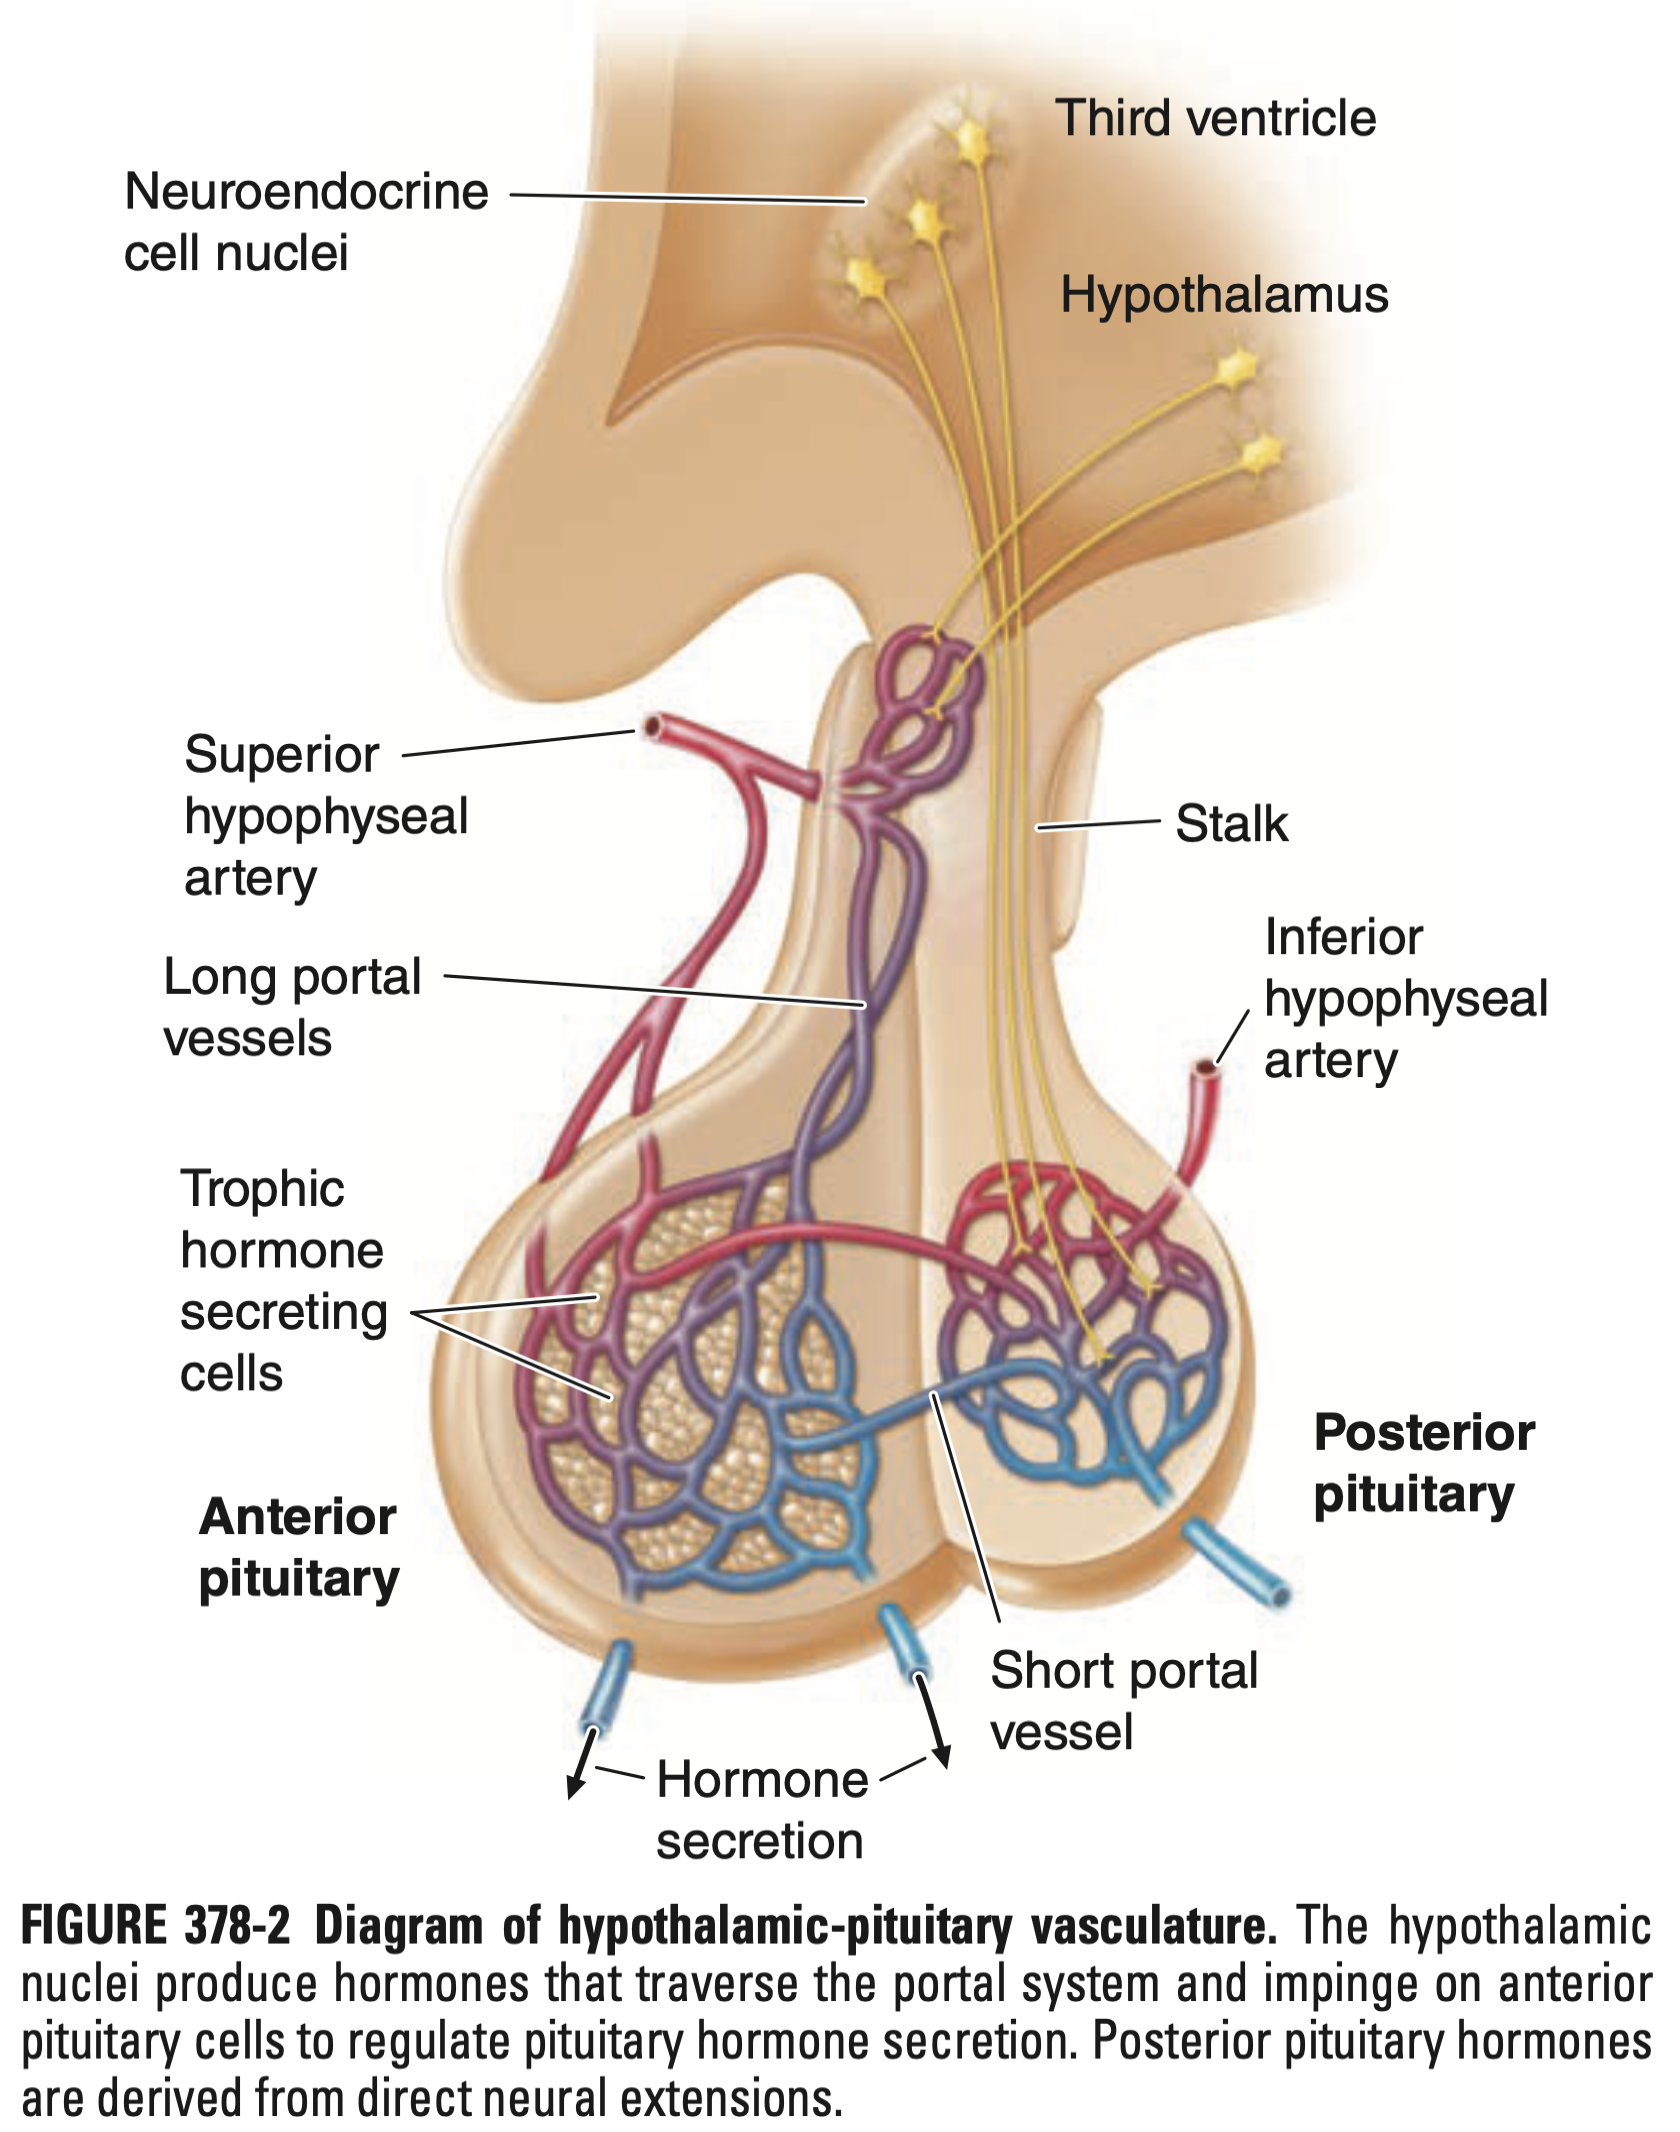 Third ventricle
Neuroendocrine
cell nuclei
Hypothalamus
Superior
hypophyseal
artery
Stalk
Inferior
hypophyseal
artery
Long portal
vessels
Trophic
hormone
secreting
cells
Posterior
pituitary
Anterior
pituitary
Short portal
vessel
Hormone
secretion
FIGURE 378-2 Diagram of hypothalamic-pituitary vasculature. The hypothalamic
nuclei produce hormones that traverse the portal system and impinge on anterior
pituitary cells to regulate pituitary hormone secretion. Posterior pituitary hormones
are derived from direct neural extensions.